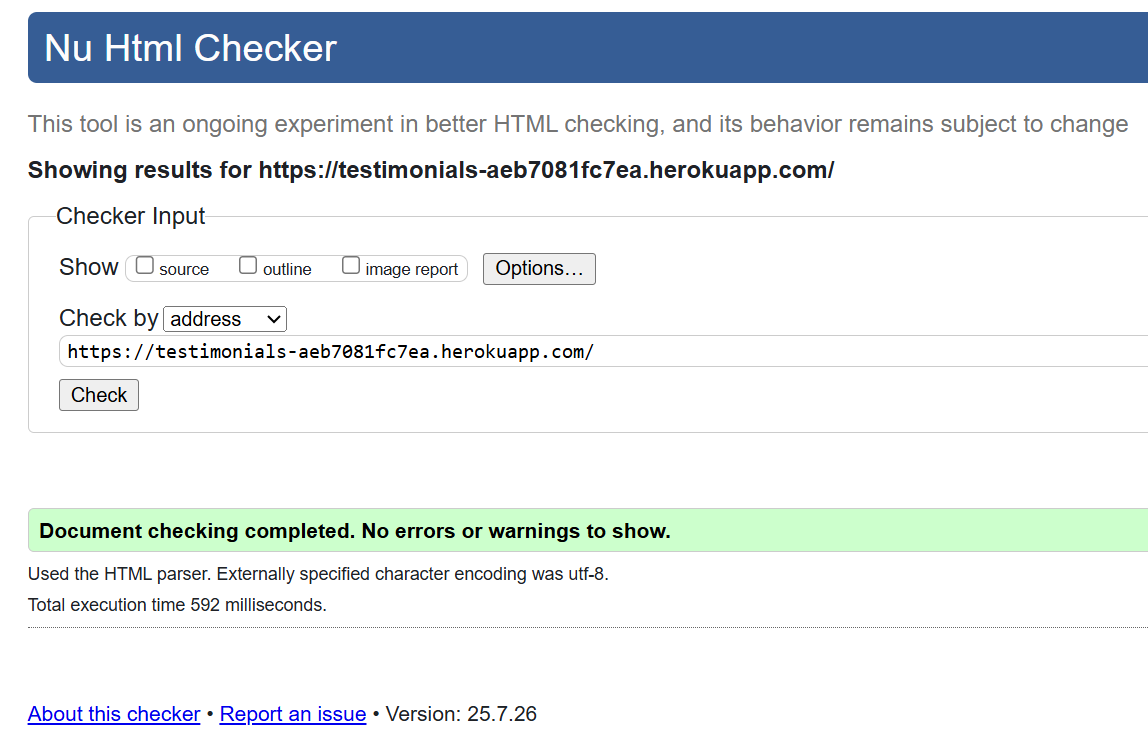 Nu Html Checker
This tool is an ongoing experiment in better HTML checking, and its behavior remains subject to change
Showing results for https://testimonials-aeb7081fc7ea.herokuapp.com/
Checker Input
Show source outline image report Options...
Check by address
https://testimonials-aeb7081fc7ea.herokuapp.com/
Check
Document checking completed. No errors or warnings to show.
Used the HTML parser. Externally specified character encoding was utf-8.
Total execution time 592 milliseconds.
About this checker • Report an issue • Version: 25.7.26